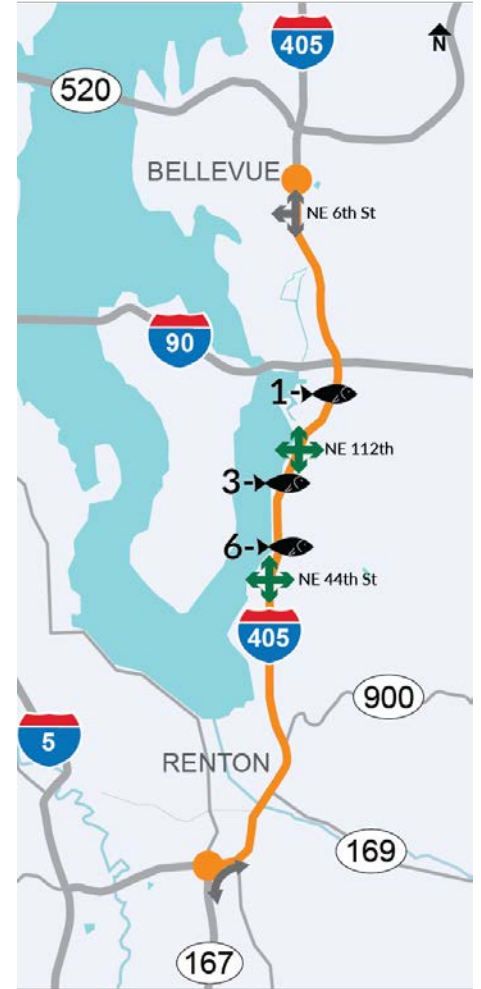 405
N
520
BELLEVUE
NE 6th St
90
1-
NE 112th
3-
6-
NE 44th St
405
900
5
RENTON
169
167